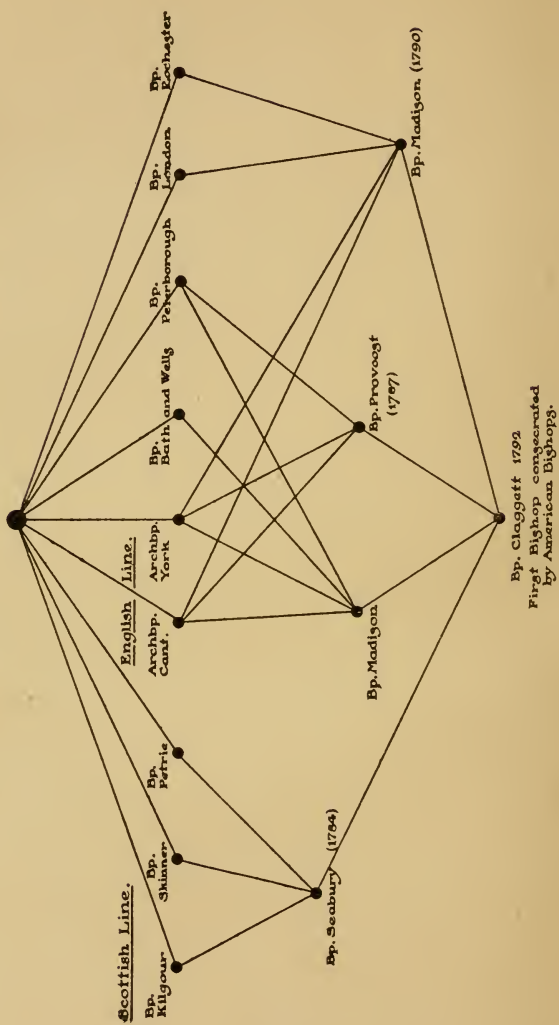 Scottish Line.
Bp.
Kilgour
Bp.
Skinner
Bp.
Petrie
English Line.
Archbp.
Cant.
Archbp.
York
Bp.
Bath and Wells
Bp.
Peterborough
Bp.
London
Bp.
Rochester
Bp. Seabury (1784)
Bp. Madison
Bp. Provoost
(1787)
Bp. Madison (1790)
Bp. Claggett 1792
First Bishop consecrated
by American Bishops.